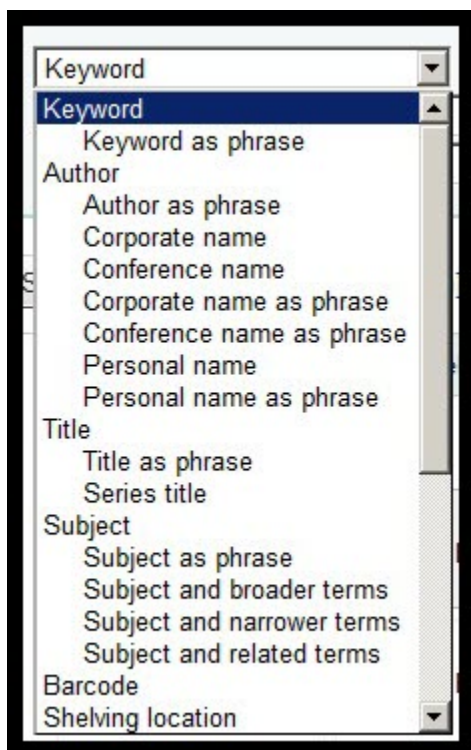 Keyword
Keyword
Keyword as phrase
Author
Author as phrase
Corporate name
Conference name
Corporate name as phrase
Conference name as phrase
Personal name
Personal name as phrase
Title
Title as phrase
Series title
Subject
Subject as phrase
Subject and broader terms
Subject and narrower terms
Subject and related terms
Barcode
Shelving location